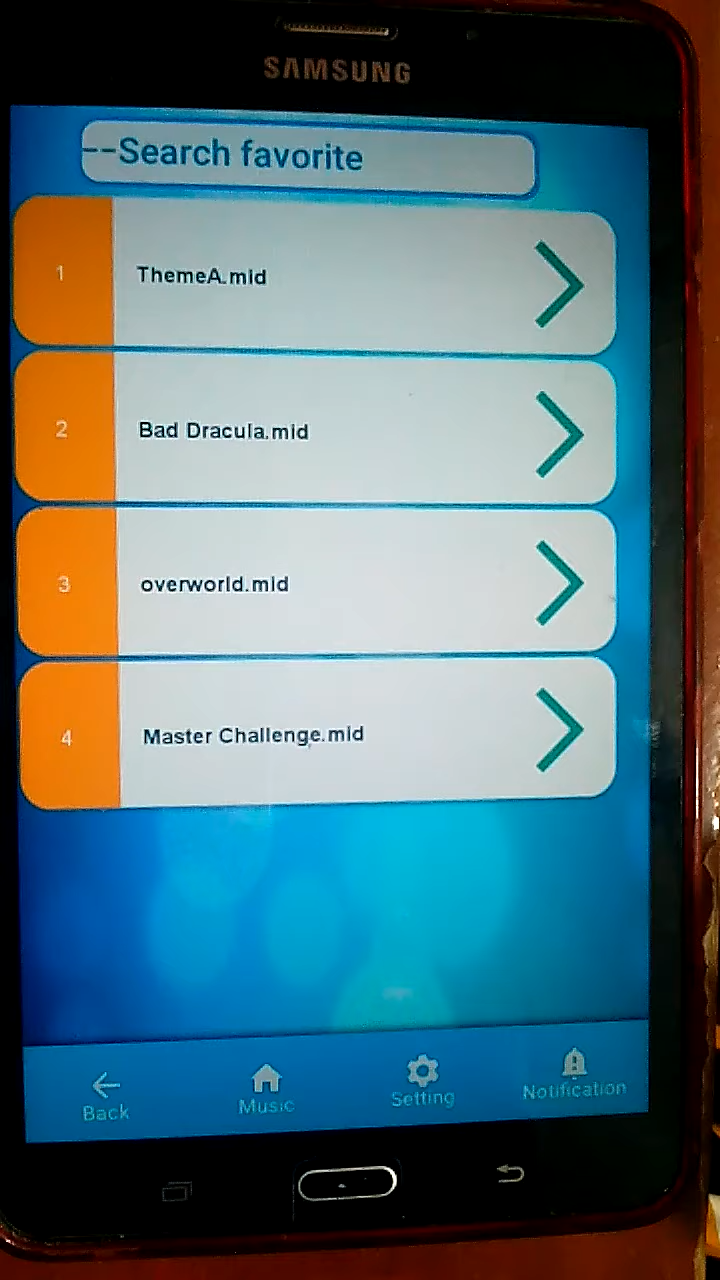 SAMSUNG
--Search favorite
1 ThemeA.mid
2 Bad Dracula.mid
3 overworld.mid
4 Master Challenge.mid
Back Music Setting Notification